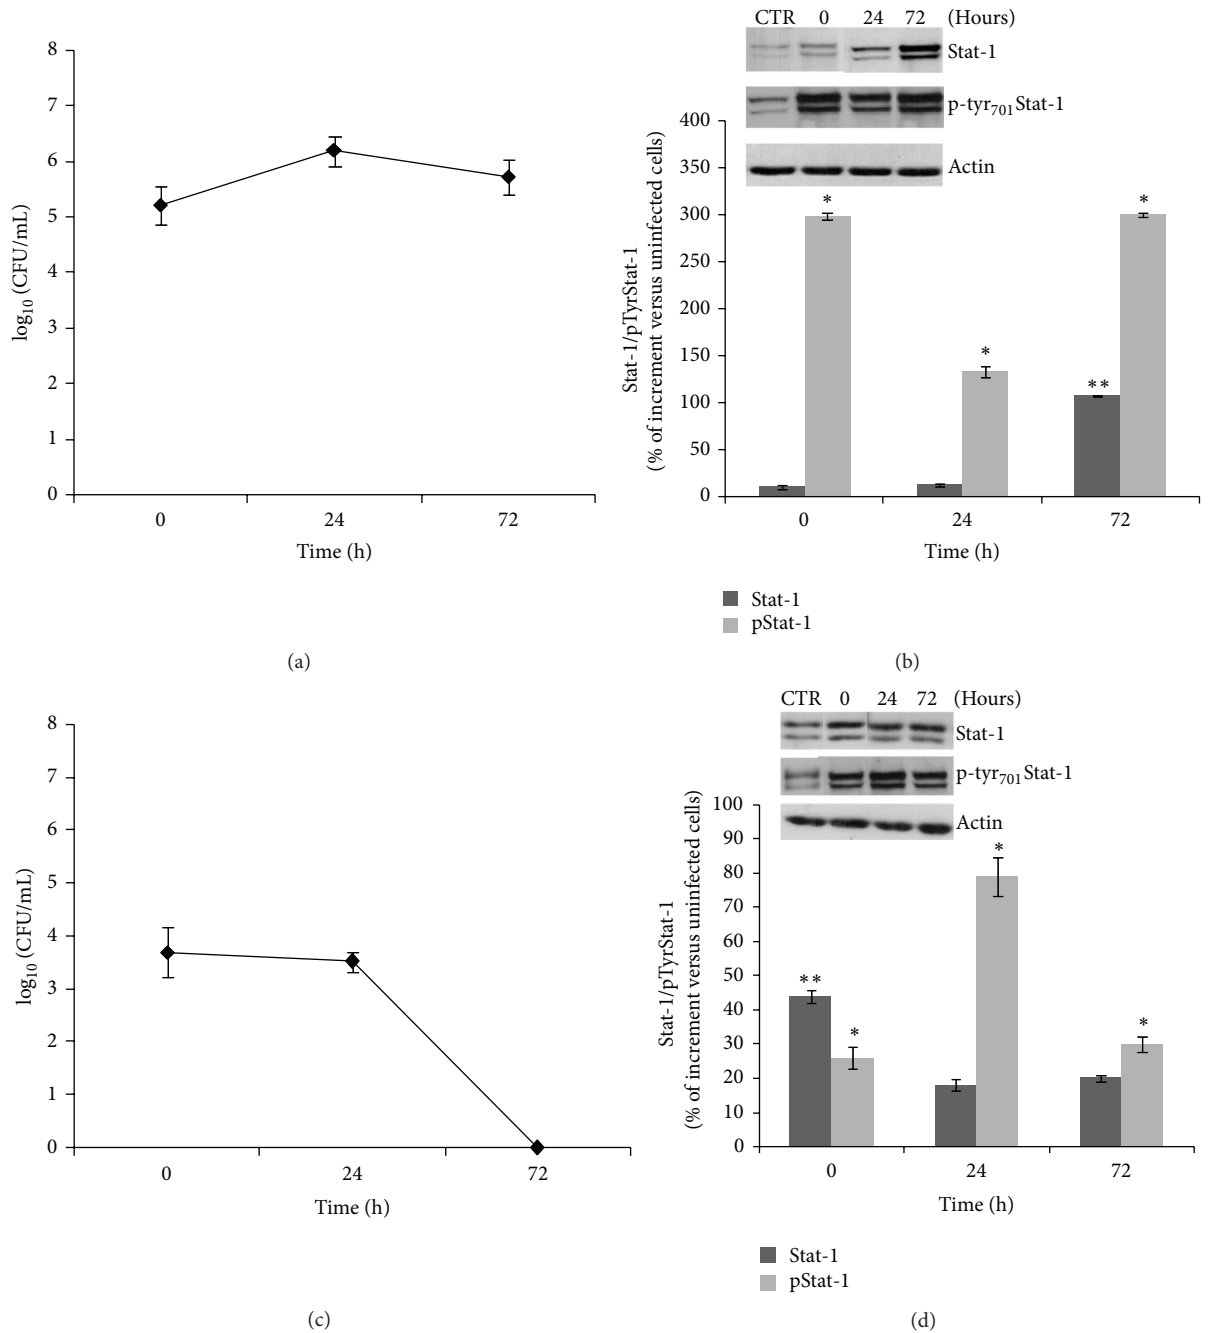 8
7
6
5
4
3
2
1
0
log10 (CFU/mL)
0 24 72
Time (h)
(a)
CTR 0 24 72 (Hours)
Stat-1
p-tyr701Stat-1
Actin
400
350
300
250
200
150
100
50
0
Stat-1/pTyrStat-1
(% of increment versus uninfected cells)
*
*
**
*
0 24 72
Time (h)
Stat-1
pStat-1
(b)
8
7
6
5
4
3
2
1
0
log10 (CFU/mL)
0 24 72
Time (h)
(c)
CTR 0 24 72 (Hours)
Stat-1
p-tyr701Stat-1
Actin
100
90
80
70
60
50
40
30
20
10
0
Stat-1/pTyrStat-1
(% of increment versus uninfected cells)
**
*
*
*
0 24 72
Time (h)
Stat-1
pStat-1
(d)